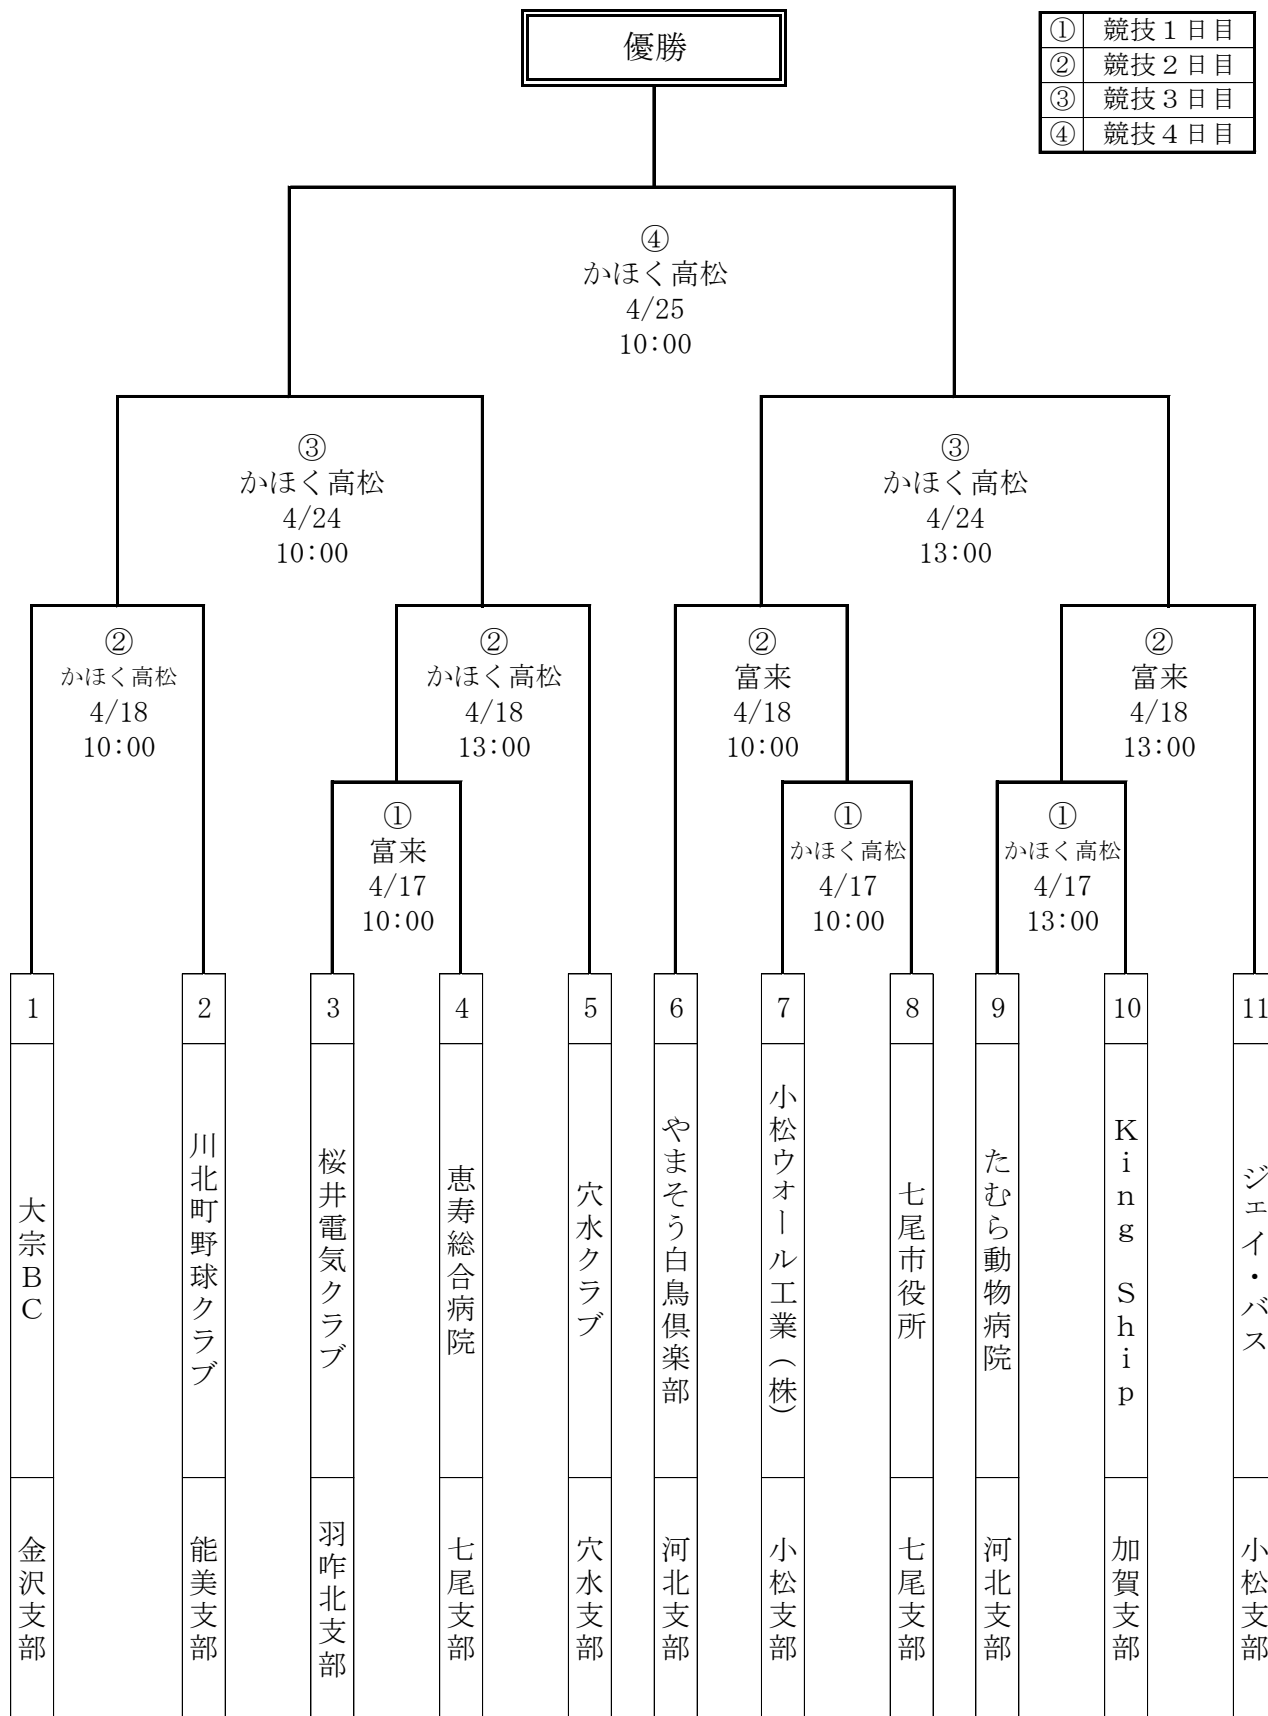 優勝
① 競技１日目
② 競技２日目
③ 競技３日目
④ 競技４日目
④
かほく高松
4/25
10:00
③
かほく高松
4/24
10:00
③
かほく高松
4/24
13:00
②
かほく高松
4/18
10:00
②
かほく高松
4/18
13:00
②
富来
4/18
10:00
②
富来
4/18
13:00
①
富来
4/17
10:00
①
かほく高松
4/17
10:00
①
かほく高松
4/17
13:00
1
大宗ＢＣ
金沢支部
2
川北町野球クラブ
能美支部
3
桜井電気クラブ
羽咋北支部
4
恵寿総合病院
七尾支部
5
穴水クラブ
穴水支部
6
やまそう白鳥倶楽部
河北支部
7
小松ウォール工業（株）
小松支部
8
七尾市役所
七尾支部
9
たむら動物病院
河北支部
10
Ｋｉｎｇ Ｓｈｉｐ
加賀支部
11
ジェイ・バス
小松支部